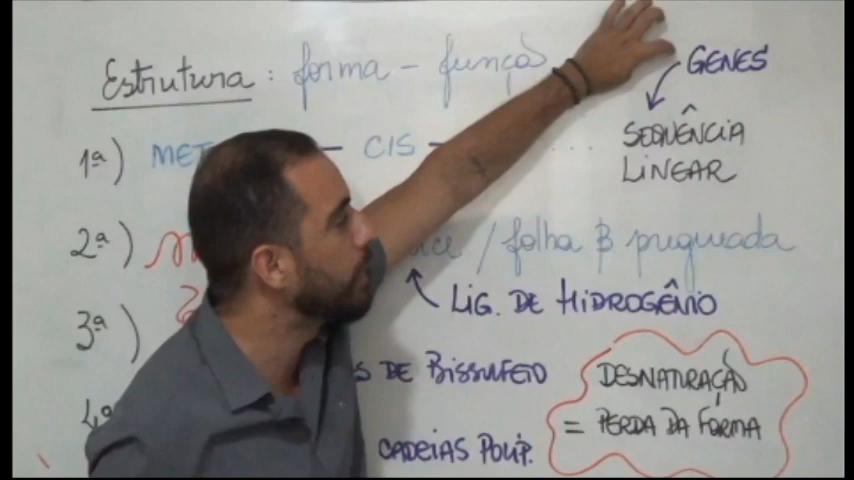 Estrutura: forma - função
GENES
1ª) MET - CIS - ...
SEQUÊNCIA
LINEAR
2ª) / folha β pregueada
LIG. DE HIDROGÊNIO
3ª)
DE BISSULFETO
DESNATURAÇÃO
= PERDA DA FORMA
4ª
CADEIAS POLIP.